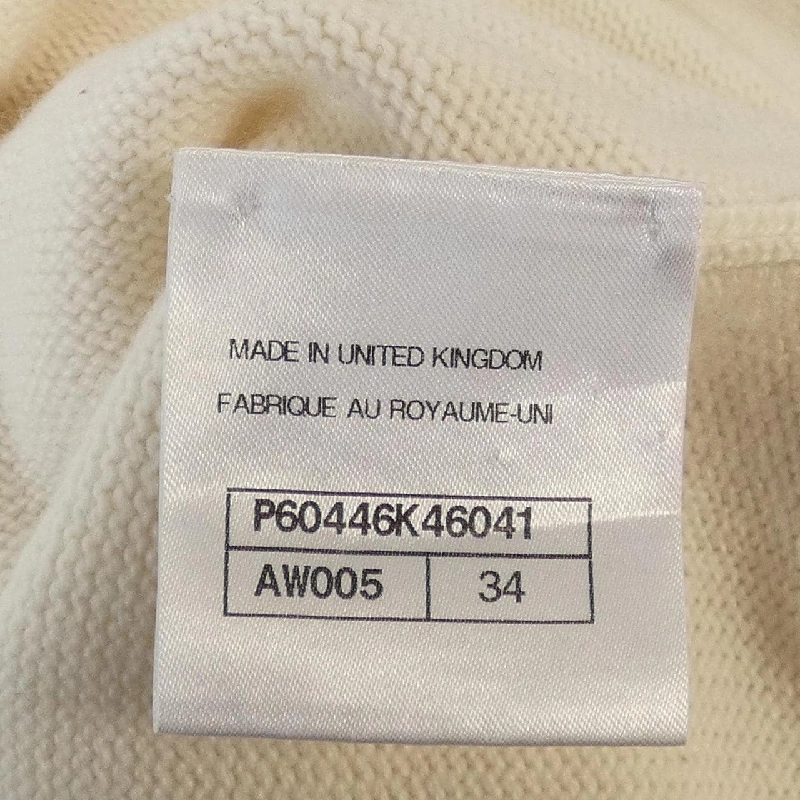 MADE IN UNITED KINGDOM
FABRIQUE AU ROYAUME-UNI
P60446K46041
AW005 34